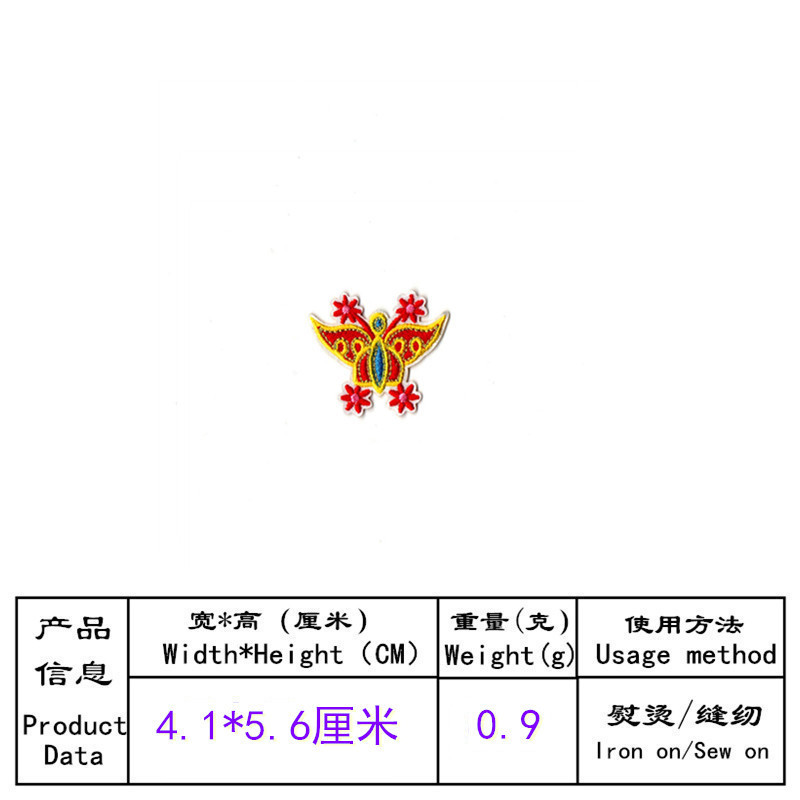 产品
信息
Product
Data
宽*高（厘米）
Width*Height（CM）
4.1*5.6厘米
重量(克)
Weight(g)
0.9
使用方法
Usage method
熨烫/缝纫
Iron on/Sew on